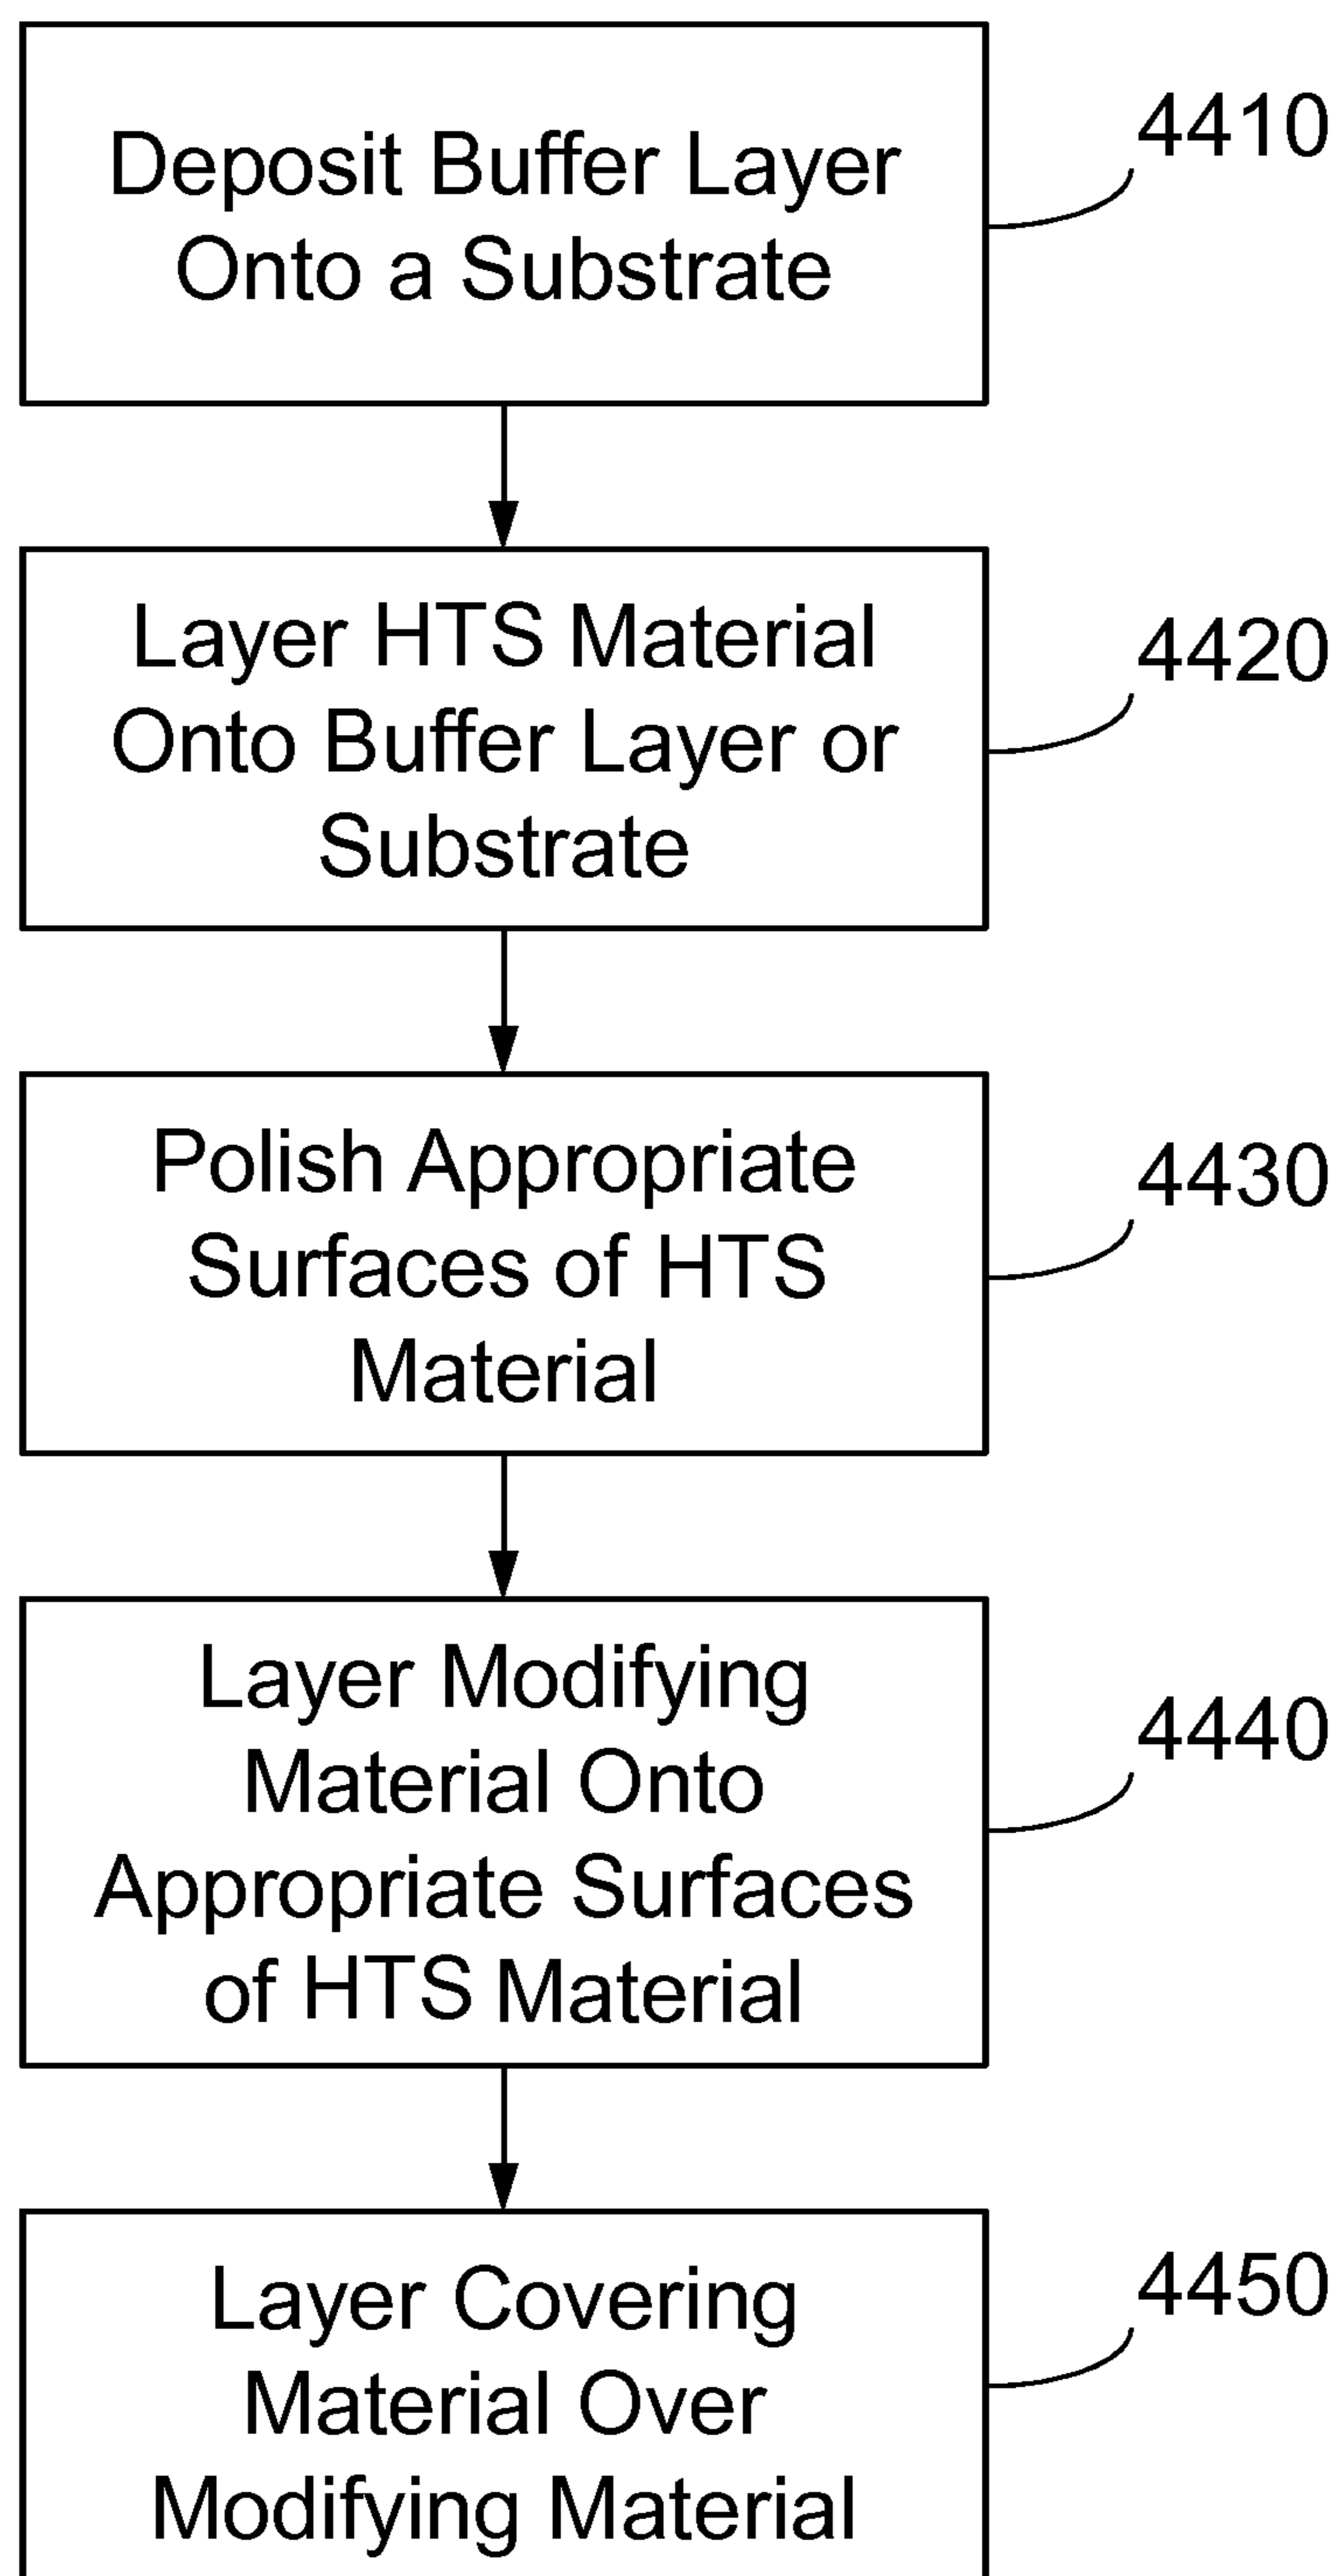 Deposit Buffer Layer
Onto a Substrate
4410
Layer HTS Material
Onto Buffer Layer or
Substrate
4420
Polish Appropriate
Surfaces of HTS
Material
4430
Layer Modifying
Material Onto
Appropriate Surfaces
of HTS Material
4440
Layer Covering
Material Over
Modifying Material
4450